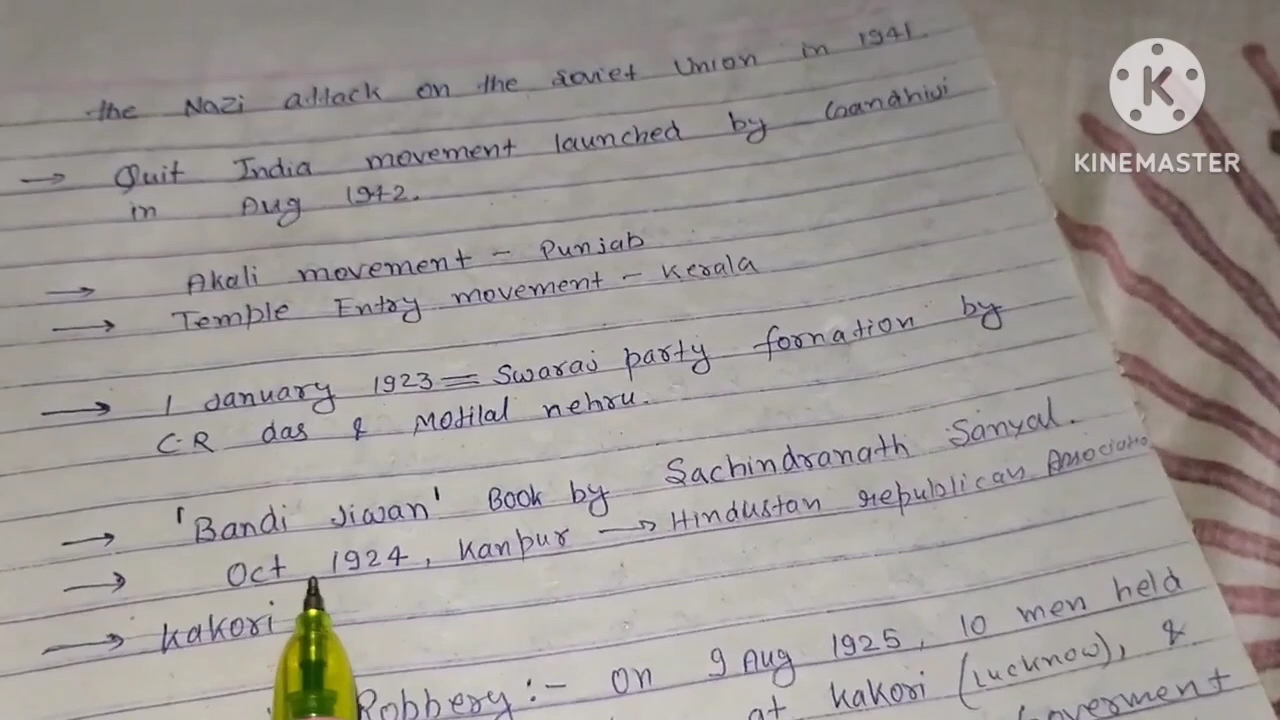 the Nazi attack on the Soviet Union in 1941.
→ Quit India movement launched by Gandhiji
in Aug 1942.
→ Akali movement - Punjab
→ Temple Entry movement - Kerala
→ 1 January 1923 = Swaraj party fornation by
C.R das & Motilal nehru.
→ 'Bandi Jiwan' Book by Sachindranath Sanyal.
→ Oct 1924, Kanpur → Hindustan republican
→ Kakori
Robbery :- on 9 Aug 1925, 10 men held
at Kakori (Lucknow), &
Goverment
K
KINEMASTER